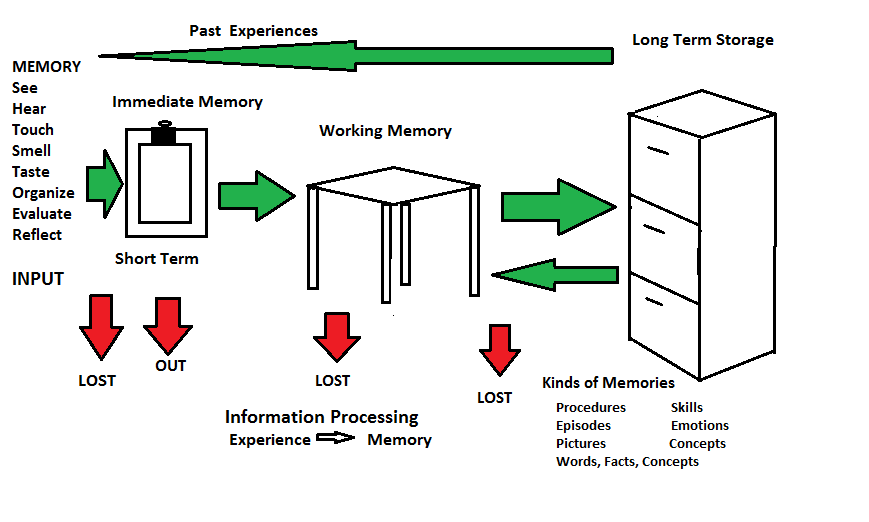 Past Experiences
Long Term Storage
MEMORY
See
Hear
Touch
Smell
Taste
Organize
Evaluate
Reflect
INPUT
Immediate Memory
Short Term
Working Memory
LOST
OUT
LOST
LOST
Information Processing
Experience Memory
Kinds of Memories
Procedures Skills
Episodes Emotions
Pictures Concepts
Words, Facts, Concepts